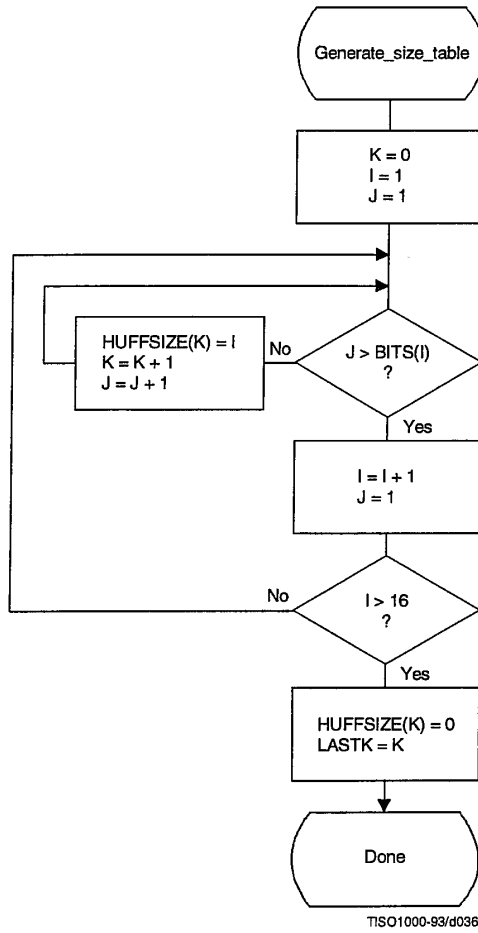 Generate_size_table
K = 0
I = 1
J = 1
HUFFSIZE(K) = I
K = K + 1
J = J + 1
No
J > BITS(I)
?
Yes
I = I + 1
J = 1
No
I > 16
?
Yes
HUFFSIZE(K) = 0
LASTK = K
Done
TISO1000-93/d036